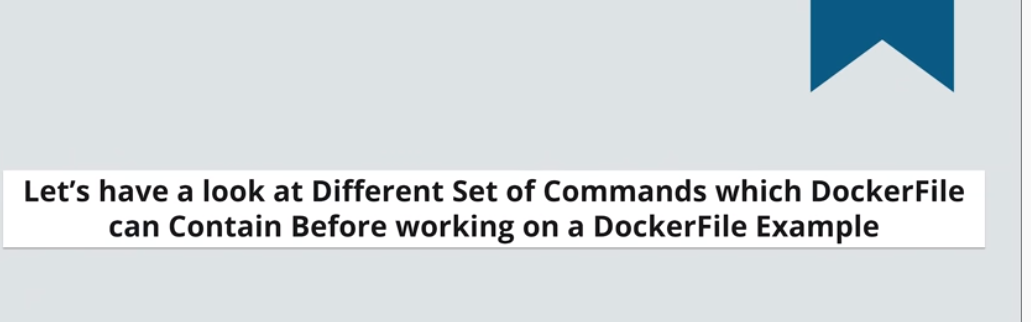 Let’s have a look at Different Set of Commands which DockerFile
can Contain Before working on a DockerFile Example